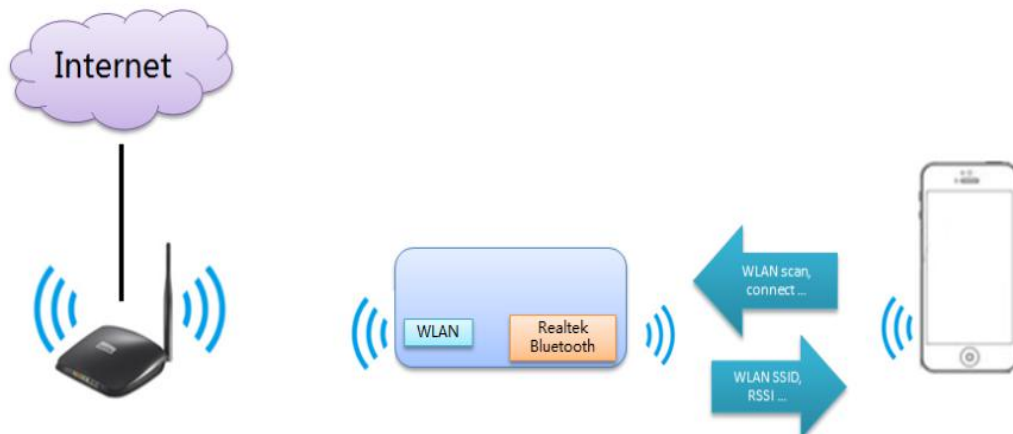 Internet
WLAN
Realtek
Bluetooth
WLAN scan,
connect ...
WLAN SSID,
RSSI ...